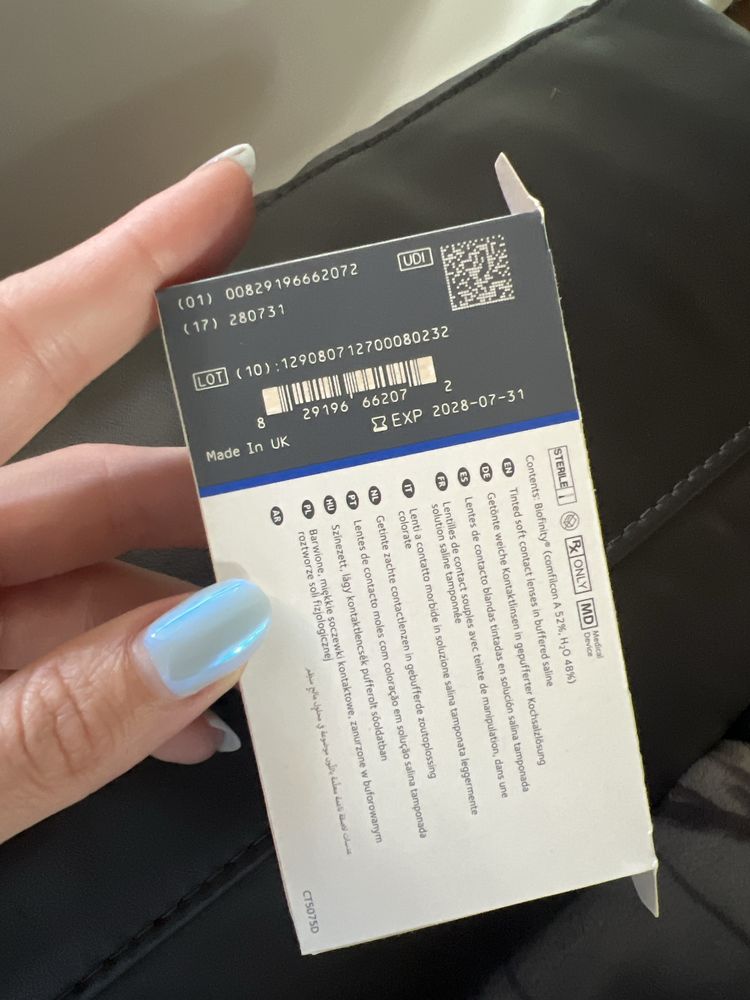 (01) 00829196662072
UDI
(17) 280731
LOT (10):129080712700080232
8 29196 66207 2
EXP 2028-07-31
Made In UK
STERILE
Rx ONLY
MD Medical
Device
Contents: Biofinity® (comfilcon A 52%, H₂O 48%)
EN Tinted soft contact lenses in buffered saline
DE Getönte weiche Kontaktlinsen in gepufferter Kochsalzlösung
ES Lentes de contacto blandas tintadas en solución salina tamponada
FR Lentilles de contact souples avec teinte de manipulation, dans une
solution saline tamponnée
IT Lenti a contatto morbide in soluzione salina tamponata leggermente
colorate
NL Getinte zachte contactlenzen in gebufferde zoutoplossing
PT Lentes de contacto moles com coloração em solução salina tamponada
HU Színezett, lágy kontaktlencsék pufferolt sóoldatban
PL Barwione, miękkie soczewki kontaktowe, zanurzone w buforowanym
roztworze soli fizjologicznej
AR
CTS075D